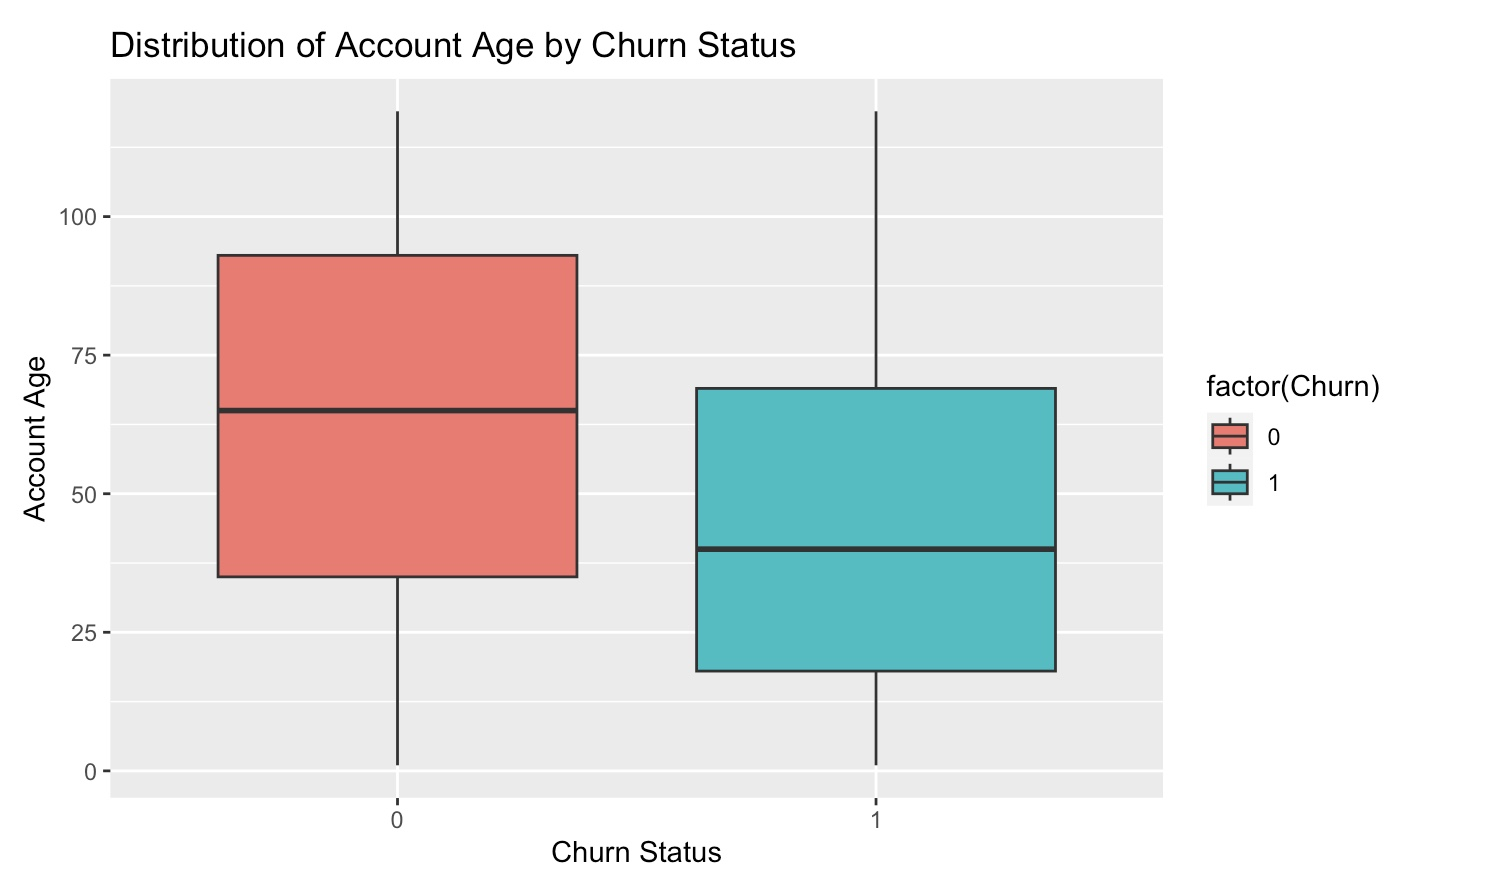 Distribution of Account Age by Churn Status
Account Age
100
75
50
25
0
0 1
Churn Status
factor(Churn)
0
1